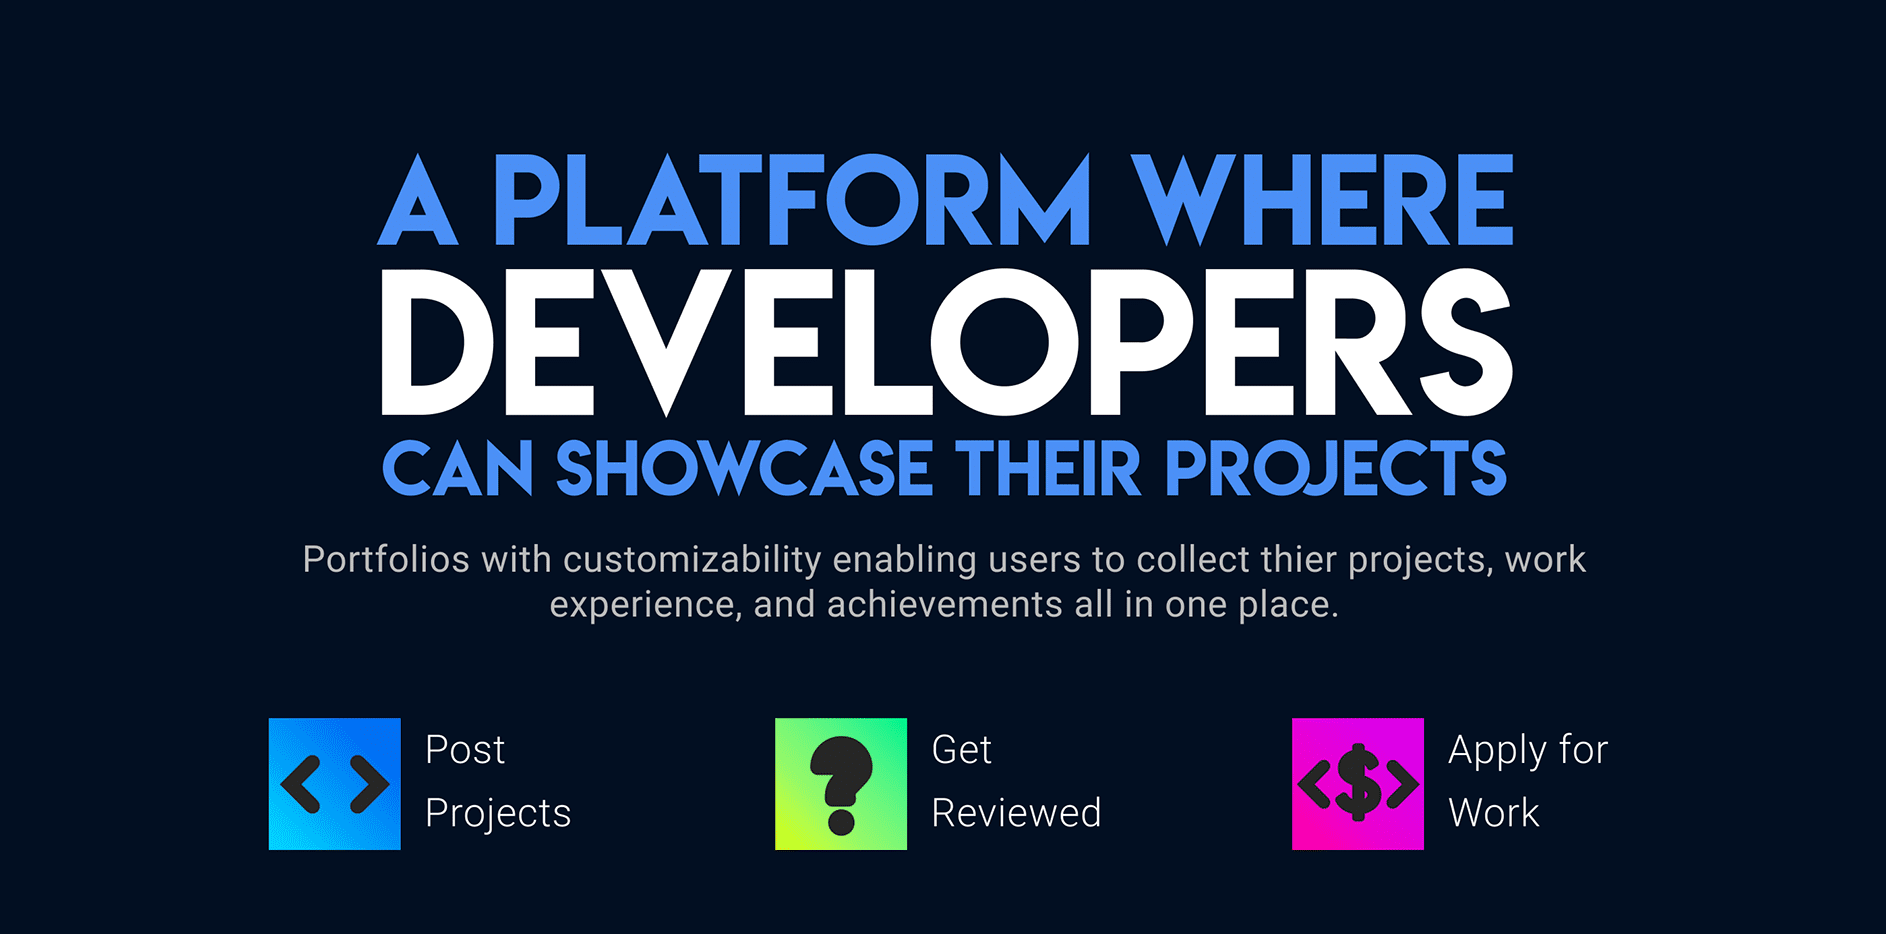 A PLATFORM WHERE
DEVELOPERS
CAN SHOWCASE THEIR PROJECTS
Portfolios with customizability enabling users to collect thier projects, work
experience, and achievements all in one place.
Post
Projects
Get
Reviewed
<$>
Apply for
Work